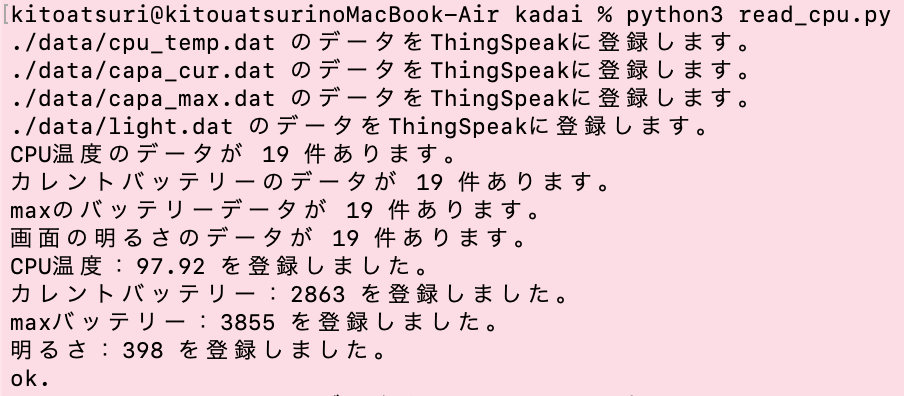 [kitoatsuri@kitouatsurinoMacBook-Air kadai % python3 read_cpu.py
./data/cpu_temp.dat のデータをThingSpeakに登録します。
./data/capa_cur.dat のデータをThingSpeakに登録します。
./data/capa_max.dat のデータをThingSpeakに登録します。
./data/light.dat のデータをThingSpeakに登録します。
CPU温度のデータが 19 件あります。
カレントバッテリーのデータが 19 件あります。
maxのバッテリーデータが 19 件あります。
画面の明るさのデータが 19 件あります。
CPU温度：97.92 を登録しました。
カレントバッテリー：2863 を登録しました。
maxバッテリー：3855 を登録しました。
明るさ：398 を登録しました。
ok.